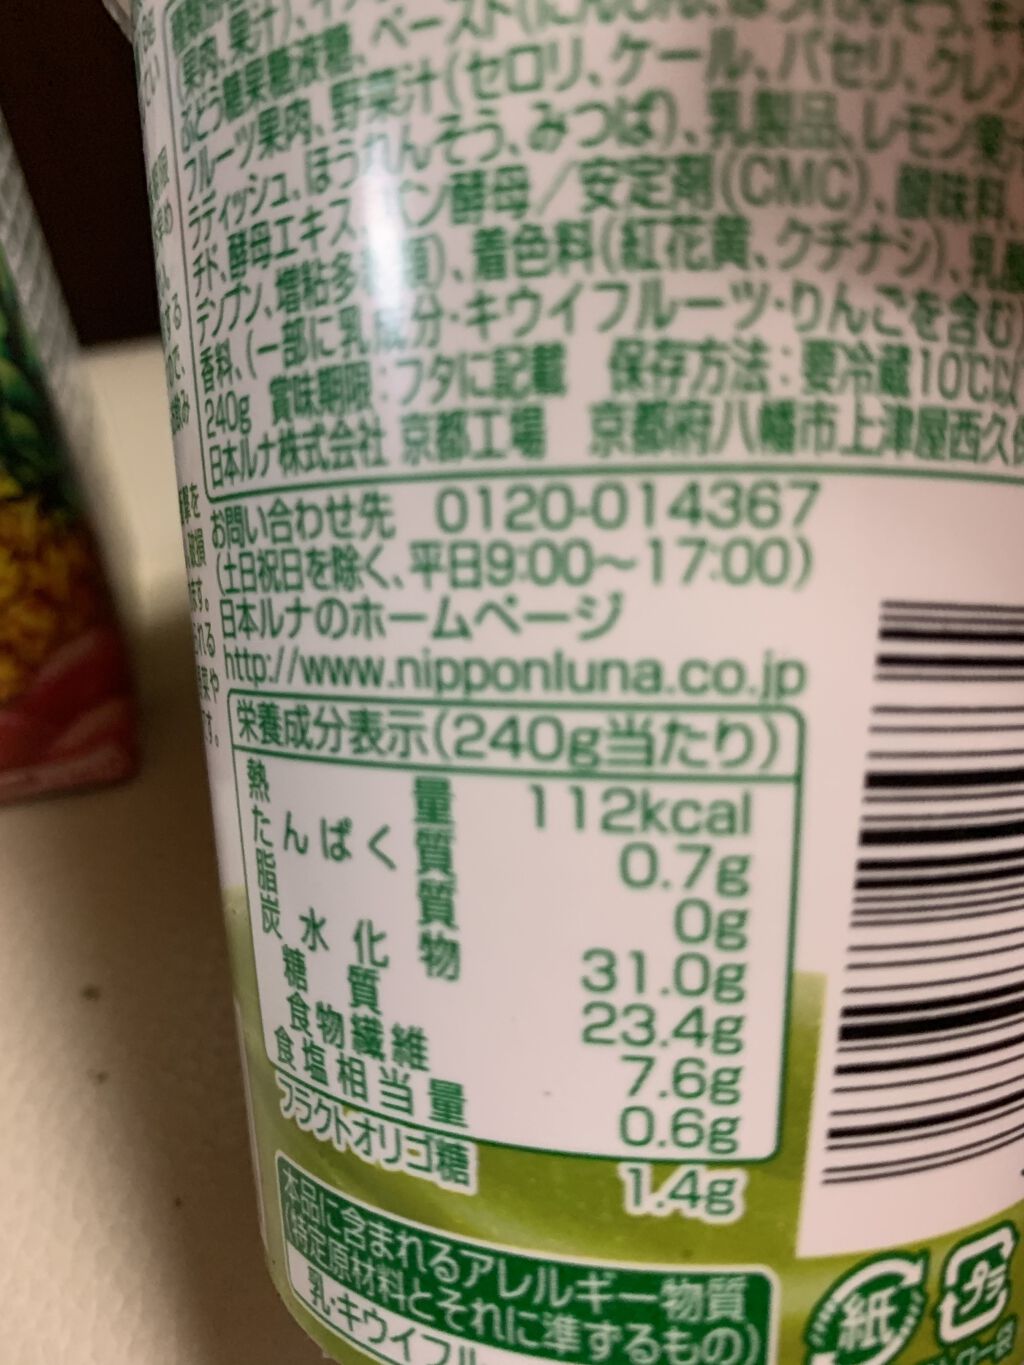 果肉、果汁)、
ぶどう糖果糖液糖、ペースト(
フルーツ果肉、野菜汁(セロリ、ケール、パセリ、クレソ
ラディッシュ、ほうれんそう、みつば)、乳製品、レモン果
チド、酵母エキス、パン酵母/安定剤(CMC)、酸味料、
デンプン、増粘多 類)、着色料(紅花黄、クチナシ)、乳酸
香料、(一部に乳成分・キウイフルーツ・りんごを含む)
240g 賞味期限:フタに記載 保存方法:要冷蔵10℃以
日本ルナ株式会社 京都工場 京都府八幡市上津屋西久保
お問い合わせ先 0120-014367
(土日祝日を除く、平日9:00〜17:00)
日本ルナのホームページ
http://www.nipponluna.co.jp
栄養成分表示(240g当たり)
熱量 112kcal
たんぱく質 0.7g
脂質 0g
炭水化物 31.0g
糖質 23.4g
食物繊維 7.6g
食塩相当量 0.6g
フラクトオリゴ糖 1.4g
本品に含まれるアレルギー物質
(特定原材料とそれに準ずるもの)
乳・キウイフル
紙
プラ